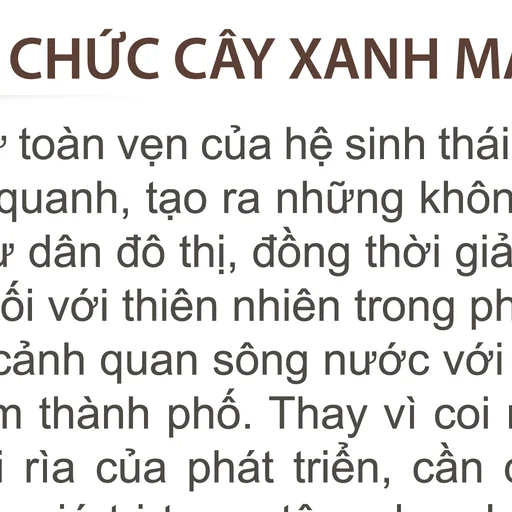 CHỨC CÂY XANH MA
ư toàn vẹn của hệ sinh thái
quanh, tạo ra những khôn
ư dân đô thị, đồng thời giả
ối với thiên nhiên trong ph
cảnh quan sông nước với
m thành phố. Thay vì coi
i rìa của phát triển, cần